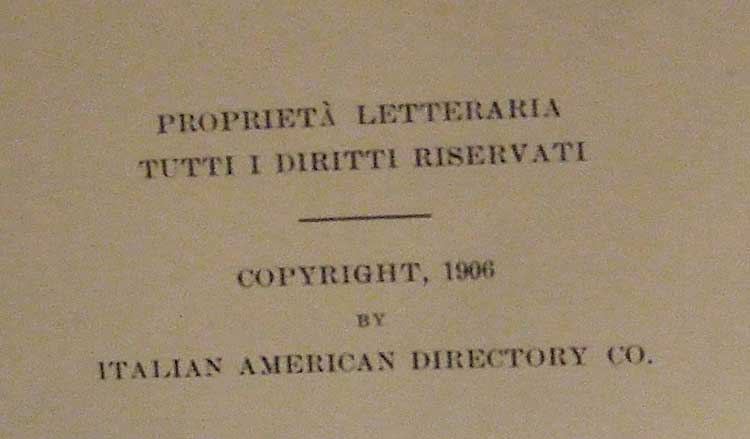 PROPRIETÀ LETTERARIA
TUTTI I DIRITTI RISERVATI
COPYRIGHT, 1906
BY
ITALIAN AMERICAN DIRECTORY CO.